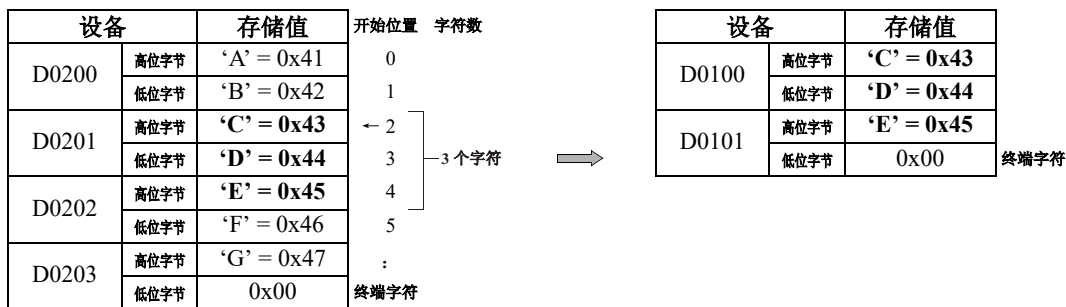 设备 存储值 开始位置 字符数
D0200 高位字节 ‘A’ = 0x41 0
低位字节 ‘B’ = 0x42 1
D0201 高位字节 ‘C’ = 0x43 ← 2
低位字节 ‘D’ = 0x44 3 3 个字符
D0202 高位字节 ‘E’ = 0x45 4
低位字节 ‘F’ = 0x46 5
D0203 高位字节 ‘G’ = 0x47 :
低位字节 0x00 终端字符
设备 存储值
D0100 高位字节 ‘C’ = 0x43
低位字节 ‘D’ = 0x44
D0101 高位字节 ‘E’ = 0x45
低位字节 0x00 终端字符